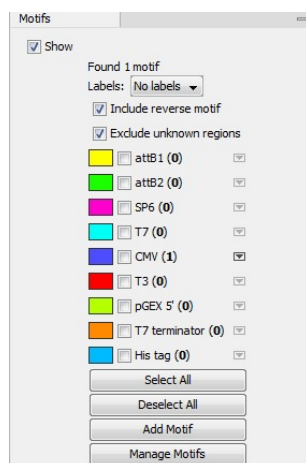 Motifs
Show
Found 1 motif
Labels: No labels
Include reverse motif
Exclude unknown regions
attB1 (0)
attB2 (0)
SP6 (0)
T7 (0)
CMV (1)
T3 (0)
pGEX 5' (0)
T7 terminator (0)
His tag (0)
Select All
Deselect All
Add Motif
Manage Motifs